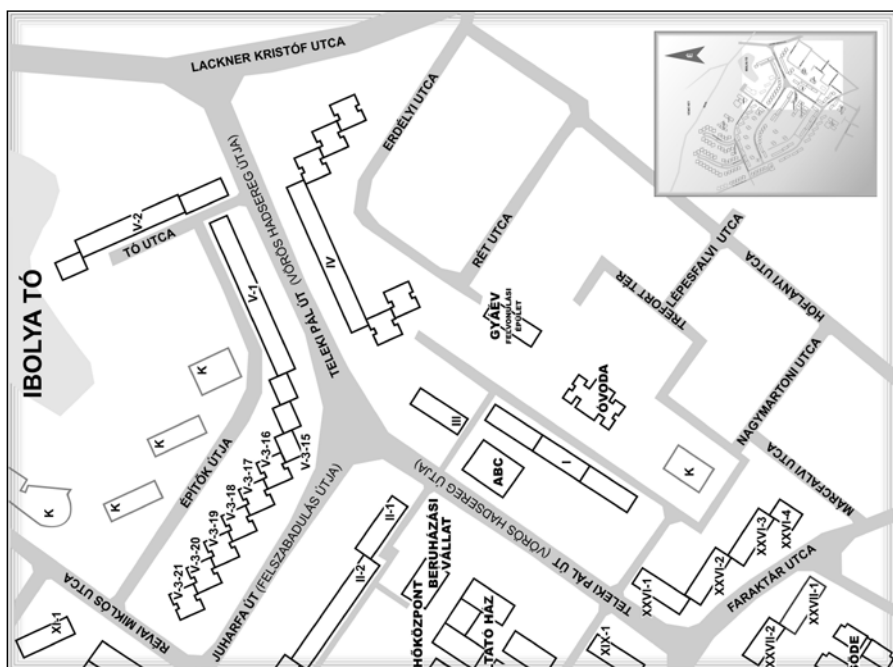 LACKNER KRISTÓF UTCA
ERDÉLYI UTCA
TELEKI PÁL ÚT (VÖRÖS HADSEREG ÚTJA)
V-2
TÓ UTCA
V-1
IV
RÉT UTCA
IBOLYA TÓ
HÖFLÁNYI UTCA
LEPESFALVI UTCA
TREFORT TÉR
GYÁÉV
FELVONULÁSI
ÉPÜLET
K
K
K
K
ÓVODA
III
NAGYMARTONI UTCA
ÉPÍTŐK ÚTJA
V-3-15
V-3-16
V-3-17
V-3-18
V-3-19
V-3-20
V-3-21
ABC
I
K
MÁRCFALVI UTCA
JUHARFA ÚT (FELSZABADULÁS ÚTJA)
II-1
II-2
TELEKI PÁL ÚT (VÖRÖS HADSEREG ÚTJA)
BERUHÁZÁSI
VÁLLAT
HŐKÖZPONT
TATÓ HÁZ
RÉVAI MIKLÓS UTCA
XI-1
XIX-1
XXVI-1
XXVI-2
XXVI-3
XXVI-4
FARAKTÁR UTCA
XXVII-1
XXVII-2
ODE